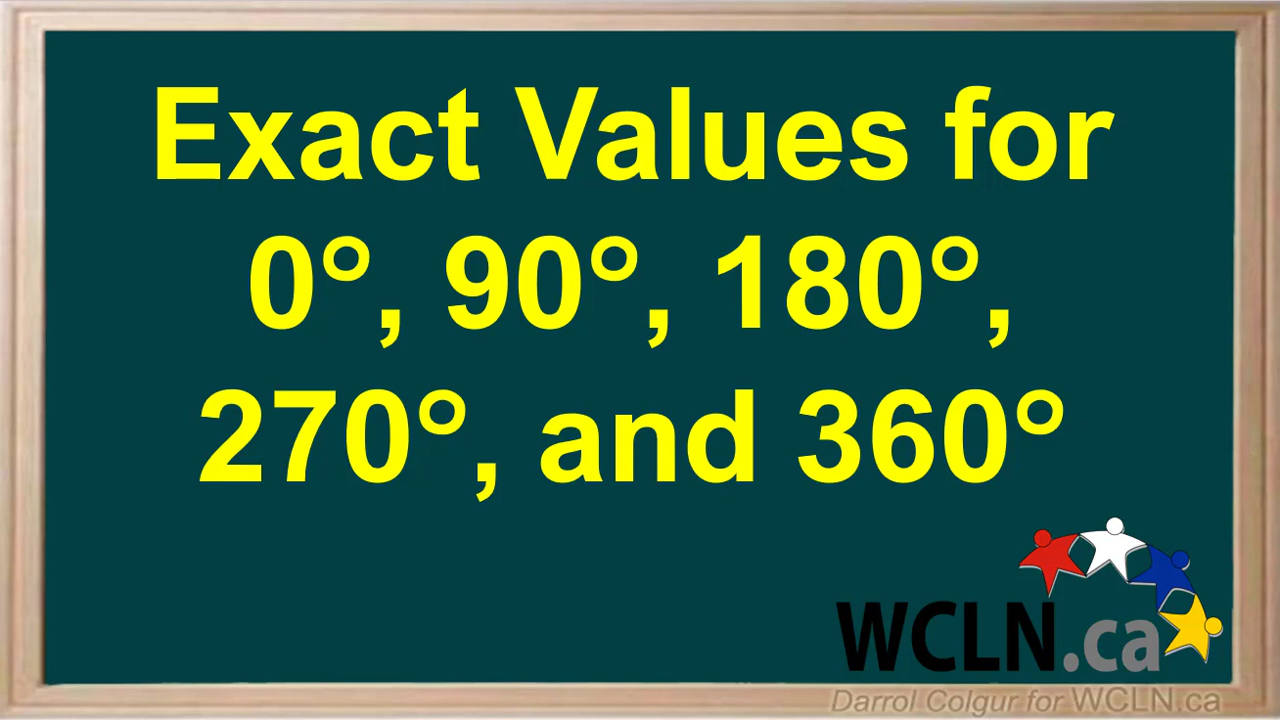 Exact Values for
0°, 90°, 180°,
270°, and 360°
WCLN.ca
Darrol Colgur for WCLN.ca